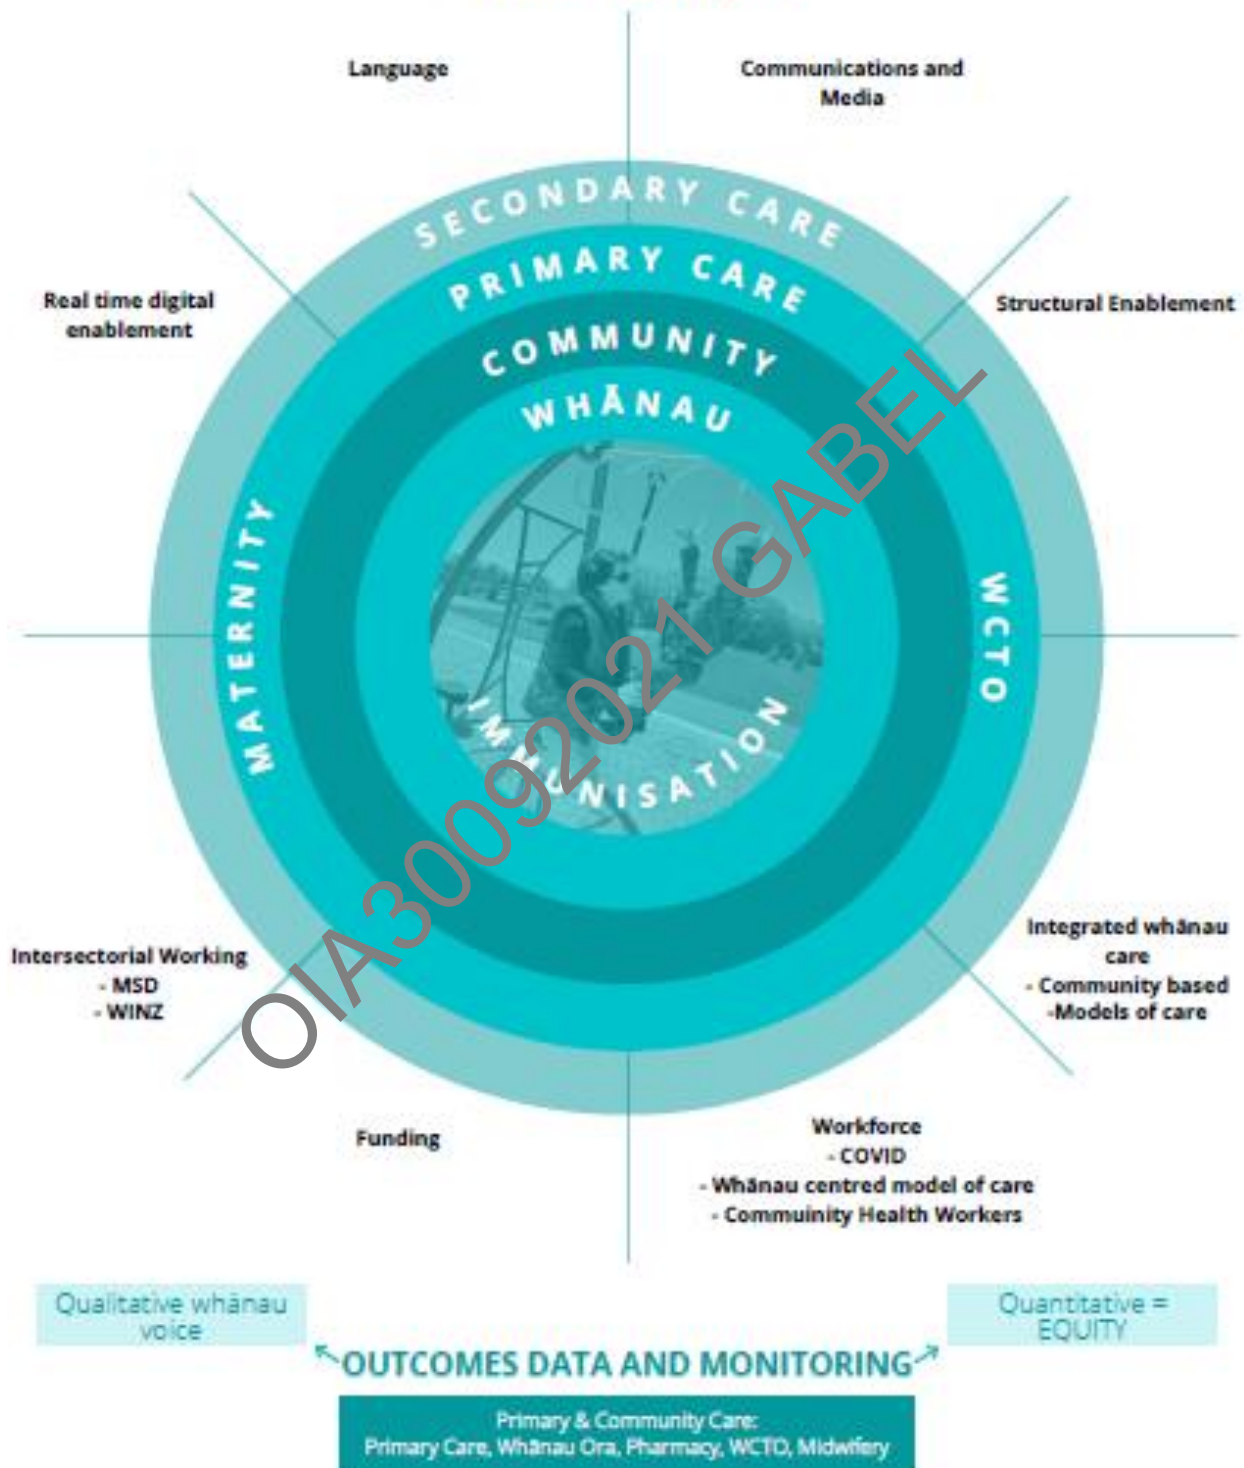 Language
Communications and
Media
SECONDARY CARE
PRIMARY CARE
COMMUNITY
WHĀNAU
IMMUNISATION
MATERNITY
WCTO
Real time digital
enablement
Structural Enablement
OIA30092021 GABEL
Intersectorial Working
- MSD
- WINZ
Integrated whānau
care
- Community based
-Models of care
Funding
Workforce
- COVID
- Whānau centred model of care
- Commuinity Health Workers
Qualitative whānau
voice
Quantitative =
EQUITY
OUTCOMES DATA AND MONITORING
Primary & Community Care:
Primary Care, Whānau Ora, Pharmacy, WCTO, Midwifery